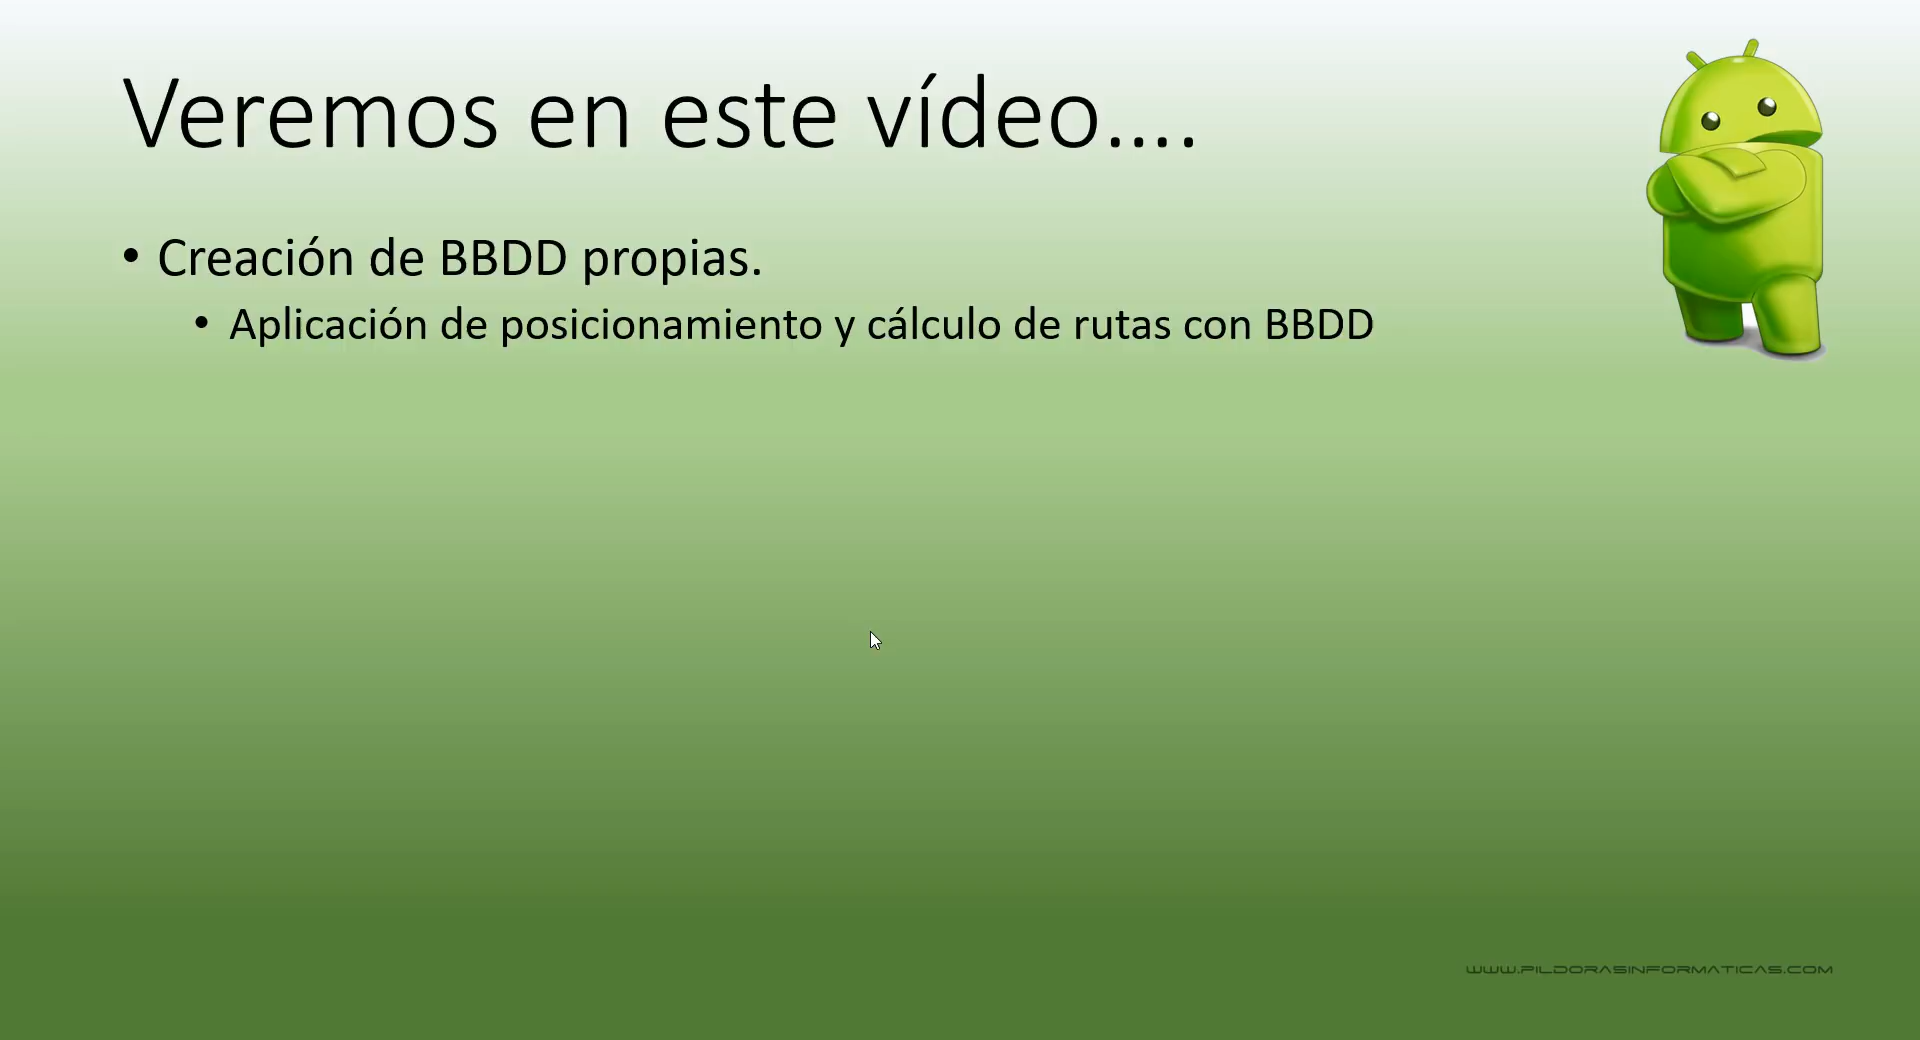 Veremos en este vídeo....
• Creación de BBDD propias.
• Aplicación de posicionamiento y cálculo de rutas con BBDD
WWW.PILDORASINFORMATICAS.COM